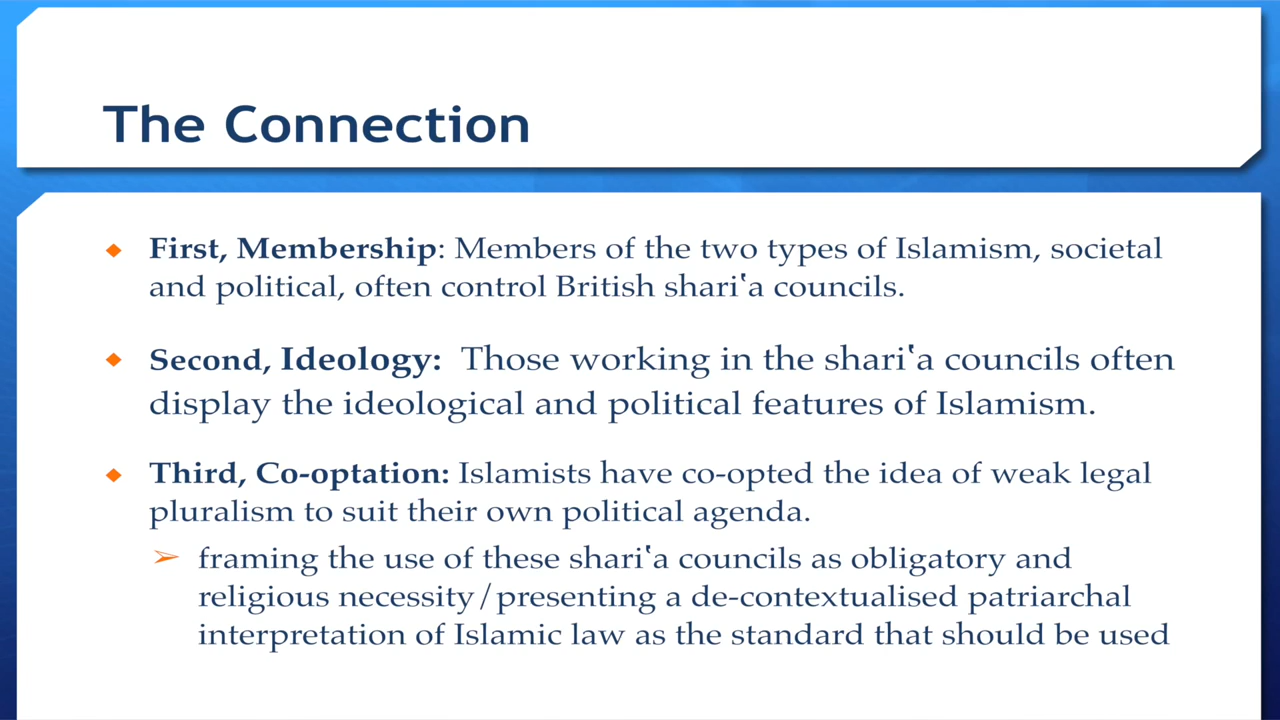 The Connection
First, Membership: Members of the two types of Islamism, societal
and political, often control British shariʽa councils.
Second, Ideology: Those working in the shariʽa councils often
display the ideological and political features of Islamism.
Third, Co-optation: Islamists have co-opted the idea of weak legal
pluralism to suit their own political agenda.
framing the use of these shariʽa councils as obligatory and
religious necessity/presenting a de-contextualised patriarchal
interpretation of Islamic law as the standard that should be used